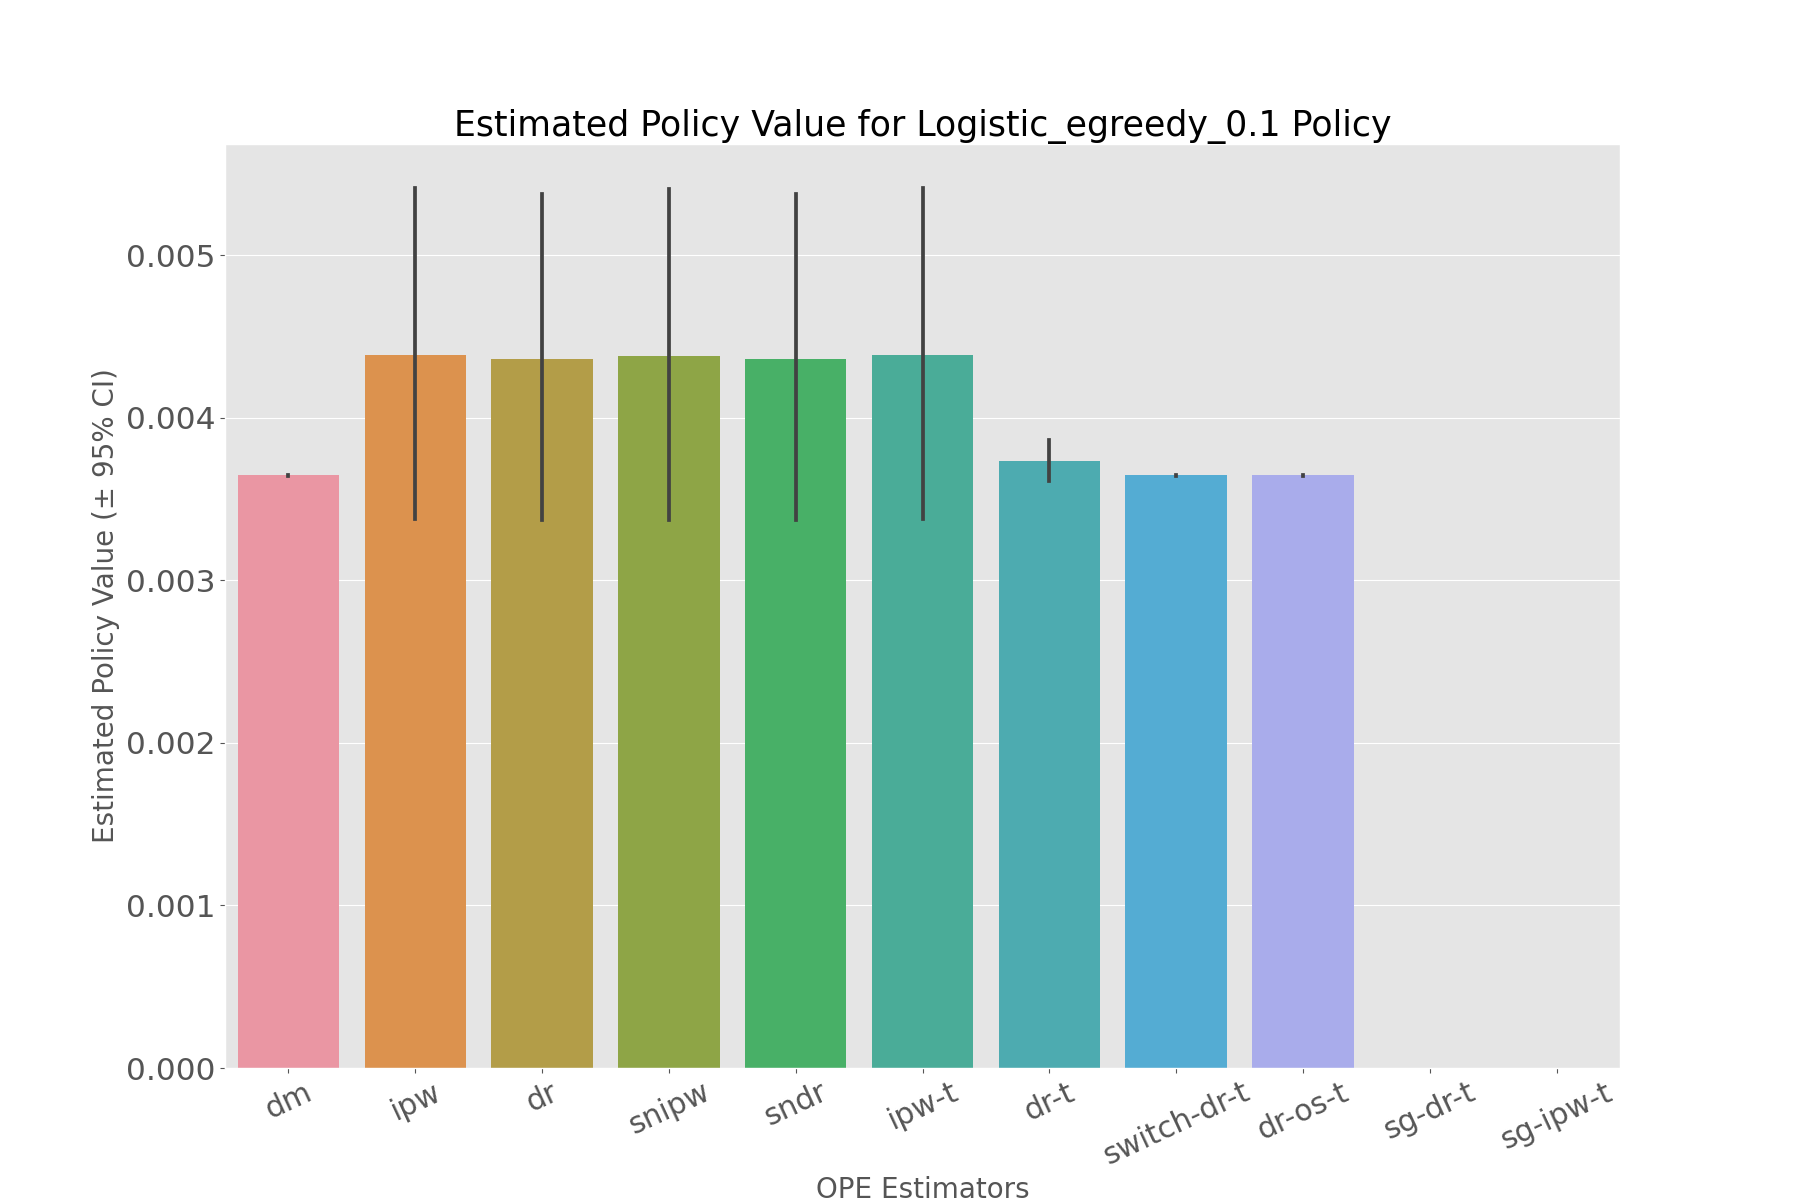 Estimated Policy Value for Logistic_egreedy_0.1 Policy
Estimated Policy Value (± 95% CI)
0.005
0.004
0.003
0.002
0.001
0.000
dm
ipw
dr
snipw
sndr
ipw-t
dr-t
switch-dr-t
dr-os-t
sg-dr-t
sg-ipw-t
OPE Estimators